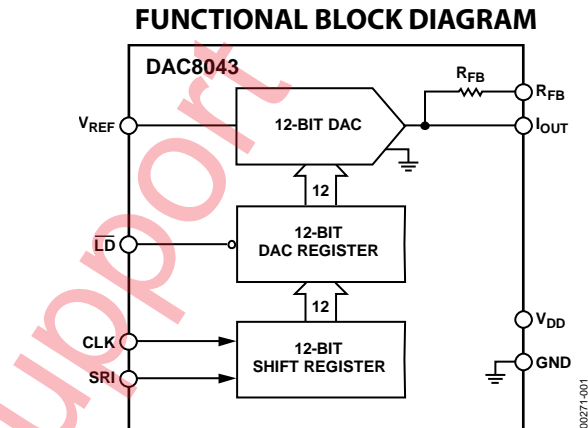 FUNCTIONAL BLOCK DIAGRAM
DAC8043
RFB
RFB
VREF
12-BIT DAC
IOUT
12
LD
12-BIT
DAC REGISTER
12
VDD
CLK
12-BIT
SHIFT REGISTER
GND
SRI
00271-001
upport